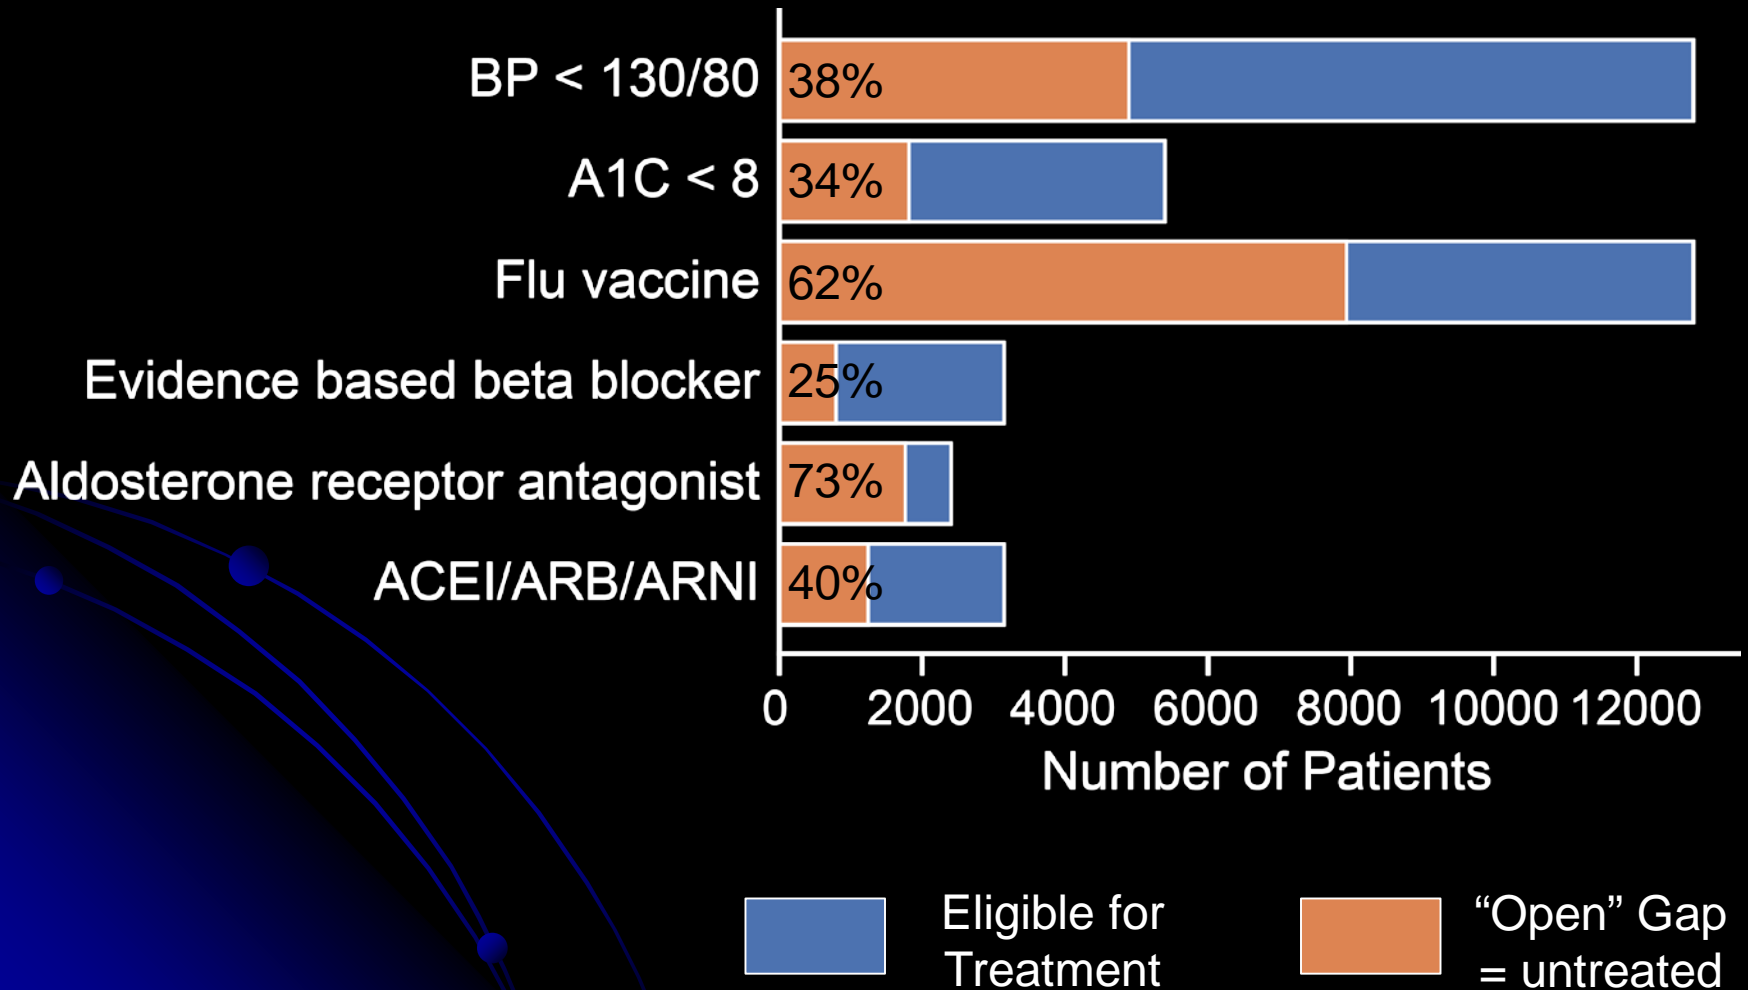 BP < 130/80
38%
A1C < 8
34%
Flu vaccine
62%
Evidence based beta blocker
25%
Aldosterone receptor antagonist
73%
ACEI/ARB/ARNI
40%
0 2000 4000 6000 8000 10000 12000
Number of Patients
Eligible for
Treatment
“Open” Gap
= untreated